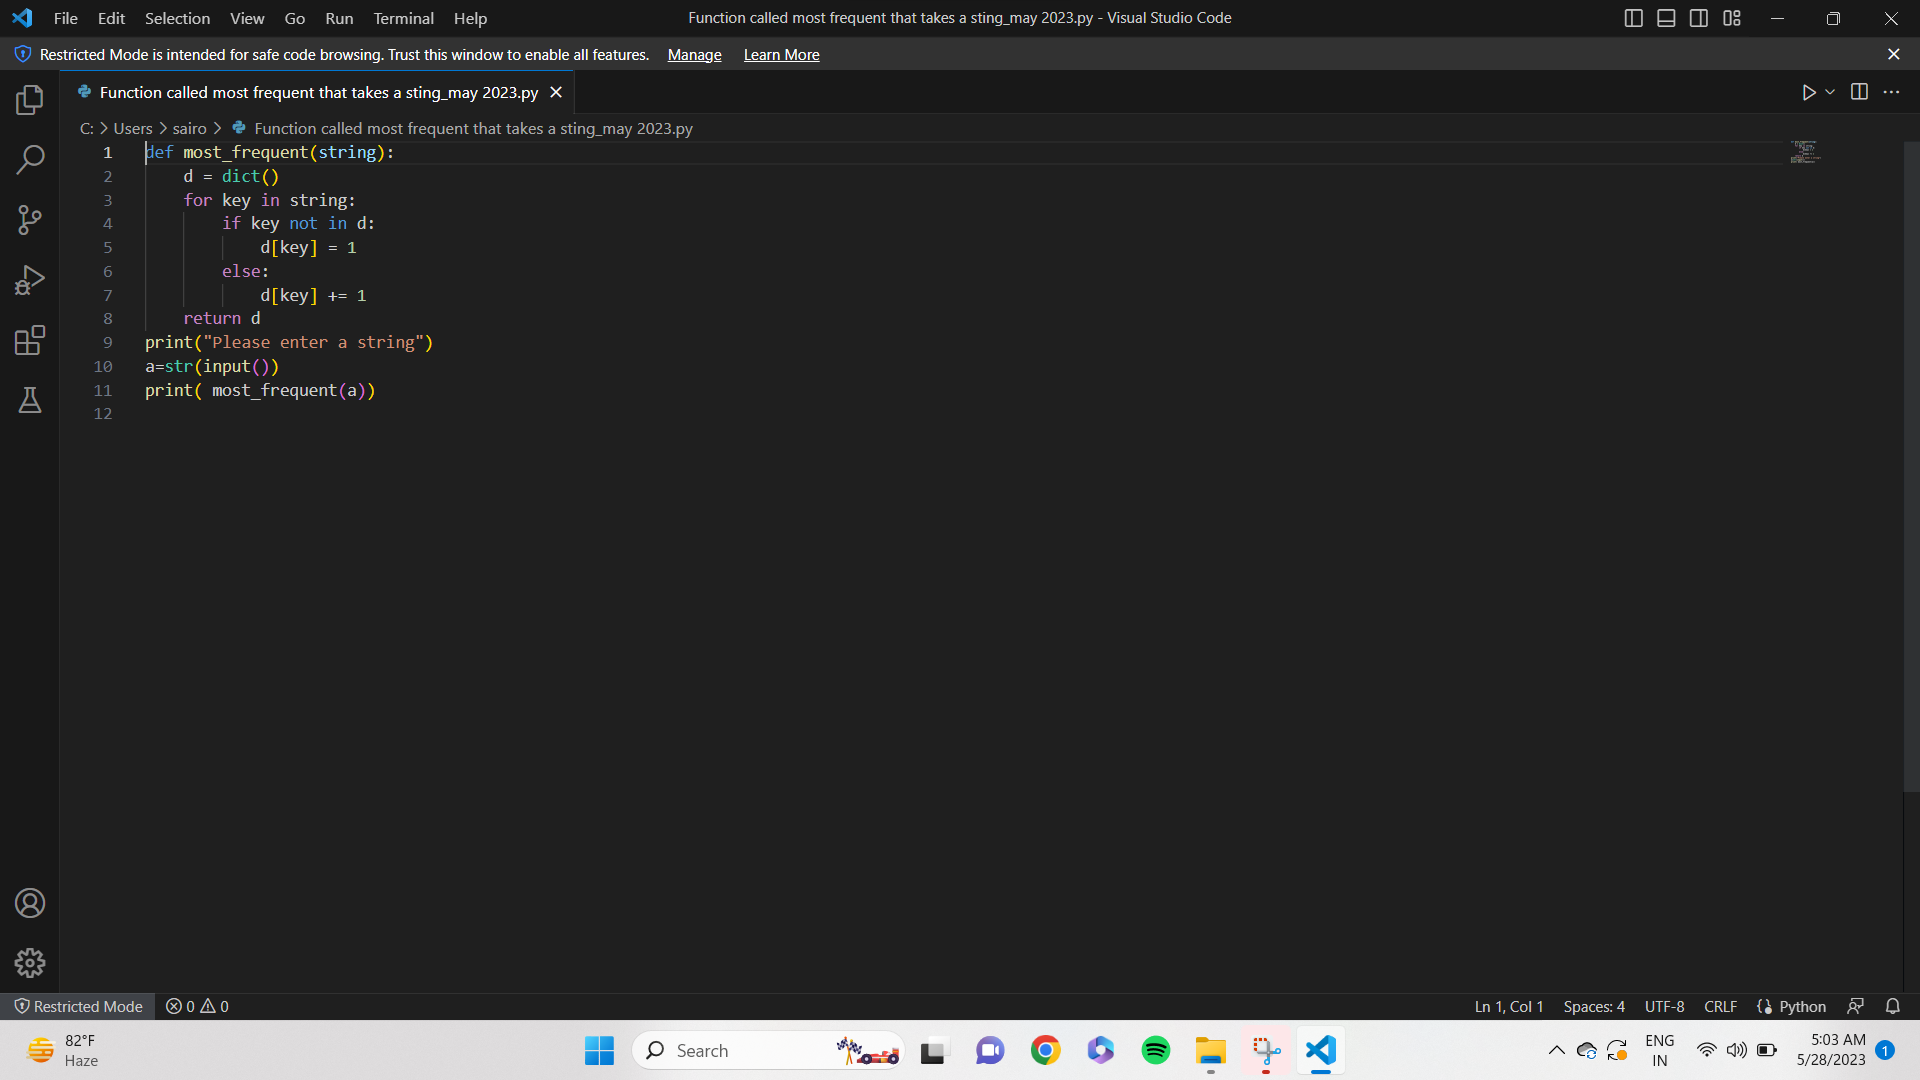 File Edit Selection View Go Run Terminal Help Function called most frequent that takes a sting_may 2023.py - Visual Studio Code
Restricted Mode is intended for safe code browsing. Trust this window to enable all features. Manage Learn More
Function called most frequent that takes a sting_may 2023.py
C: > Users > sairo > Function called most frequent that takes a sting_may 2023.py
1 def most_frequent(string):
2     d = dict()
3     for key in string:
4         if key not in d:
5             d[key] = 1
6         else:
7             d[key] += 1
8     return d
9 print("Please enter a string")
10 a=str(input())
11 print( most_frequent(a))
12
Restricted Mode 0 0 Ln 1, Col 1 Spaces: 4 UTF-8 CRLF Python
82°F
Haze
Search
ENG
IN
5:03 AM
5/28/2023
1